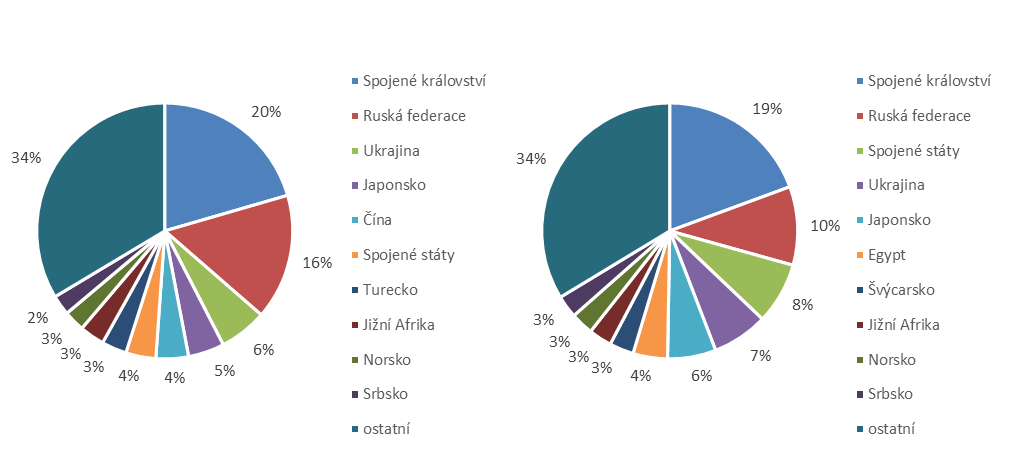 20%
16%
6%
5%
4%
4%
3%
3%
3%
2%
34%
Spojené království
Ruská federace
Ukrajina
Japonsko
Čína
Spojené státy
Turecko
Jižní Afrika
Norsko
Srbsko
ostatní
19%
10%
8%
7%
6%
4%
3%
3%
3%
3%
34%
Spojené království
Ruská federace
Spojené státy
Ukrajina
Japonsko
Egypt
Švýcarsko
Jižní Afrika
Norsko
Srbsko
ostatní